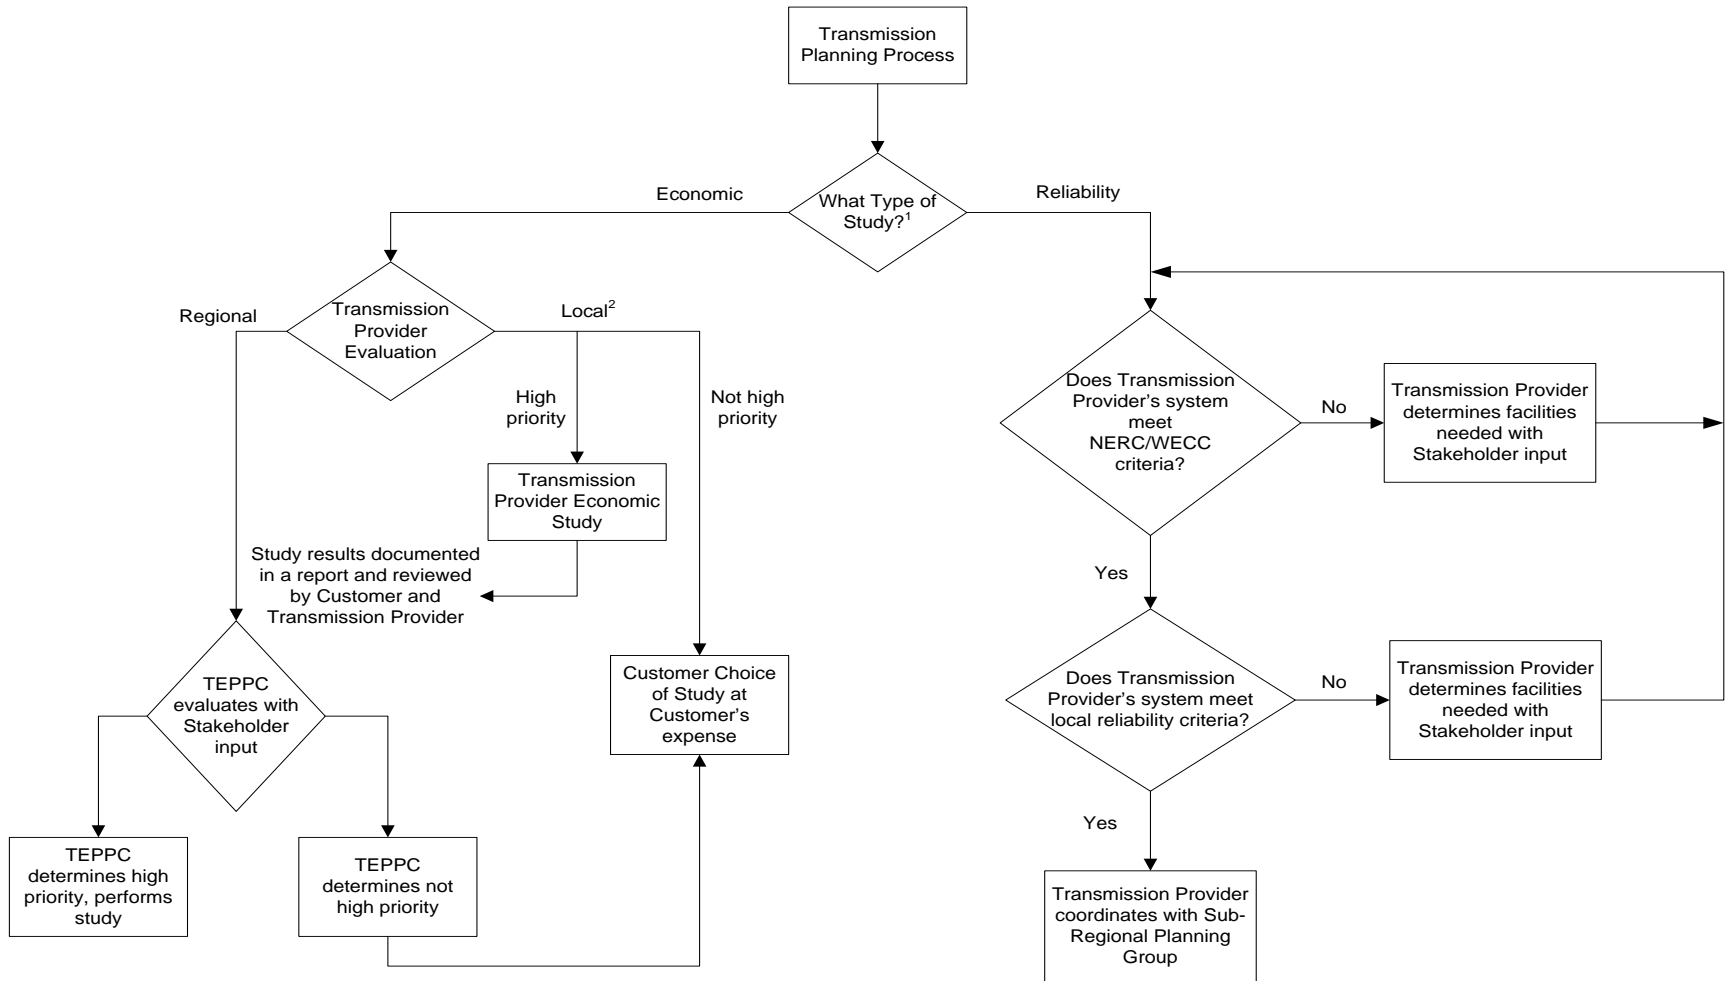 Transmission
Planning Process
What Type of
Study?¹
Economic
Reliability
Transmission
Provider
Evaluation
Regional
Local²
High
priority
Not high
priority
Transmission
Provider Economic
Study
Study results documented
in a report and reviewed
by Customer and
Transmission Provider
TEPPC
evaluates with
Stakeholder
input
Customer Choice
of Study at
Customer's
expense
TEPPC
determines high
priority, performs
study
TEPPC
determines not
high priority
Does Transmission
Provider's system
meet
NERC/WECC
criteria?
No
Transmission Provider
determines facilities
needed with
Stakeholder input
Yes
Does Transmission
Provider's system meet
local reliability criteria?
No
Transmission Provider
determines facilities
needed with
Stakeholder input
Yes
Transmission Provider
coordinates with Sub-
Regional Planning
Group